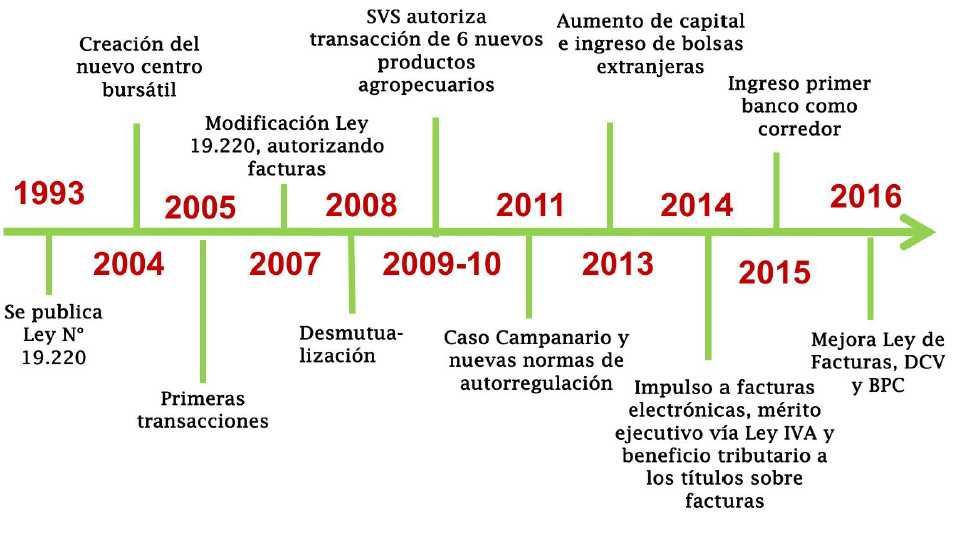 1993
Se publica
Ley N°
19.220
Creación del
nuevo centro
bursátil
2004
2005
Primeras
transacciones
Modificación Ley
19.220, autorizando
facturas
2007
2008
Desmutua-
lización
SVS autoriza
transacción de 6 nuevos
productos
agropecuarios
2009-10
2011
Caso Campanario y
nuevas normas de
autorregulación
Aumento de capital
e ingreso de bolsas
extranjeras
2013
2014
Impulso a facturas
electrónicas, mérito
ejecutivo vía Ley IVA y
beneficio tributario a
los títulos sobre
facturas
Ingreso primer
banco como
corredor
2015
2016
Mejora Ley de
Facturas, DCV
y BPC